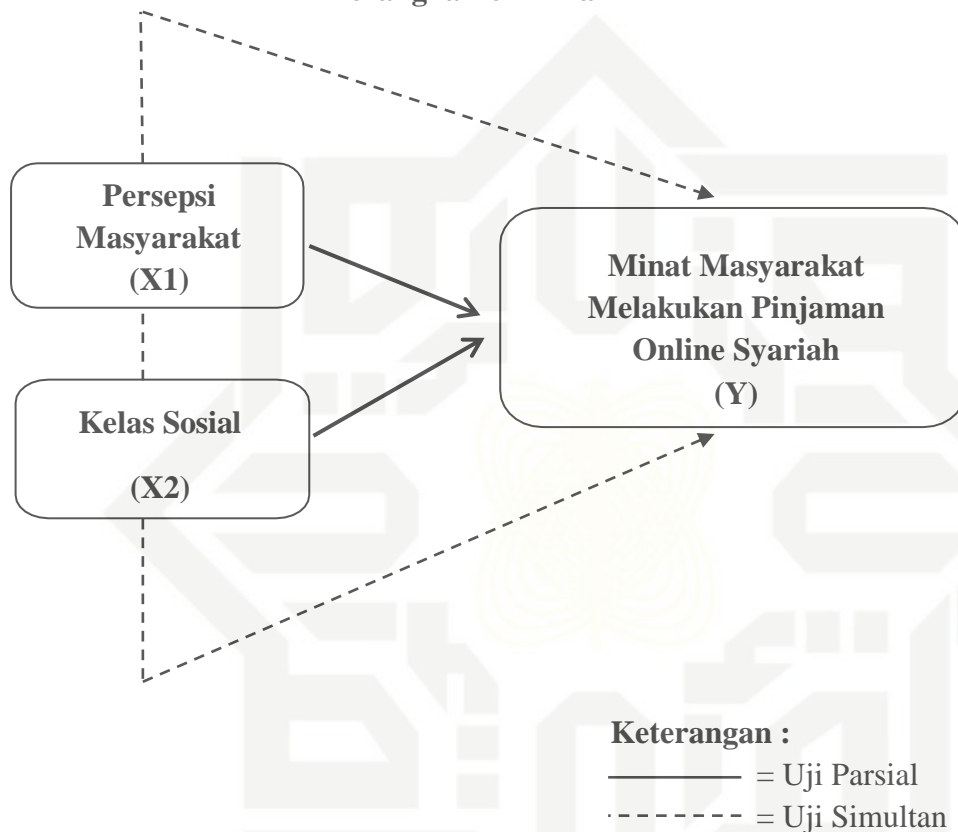 Persepsi
Masyarakat
(X1)
Minat Masyarakat
Melakukan Pinjaman
Online Syariah
(Y)
Kelas Sosial
(X2)
Keterangan :
= Uji Parsial
= Uji Simultan